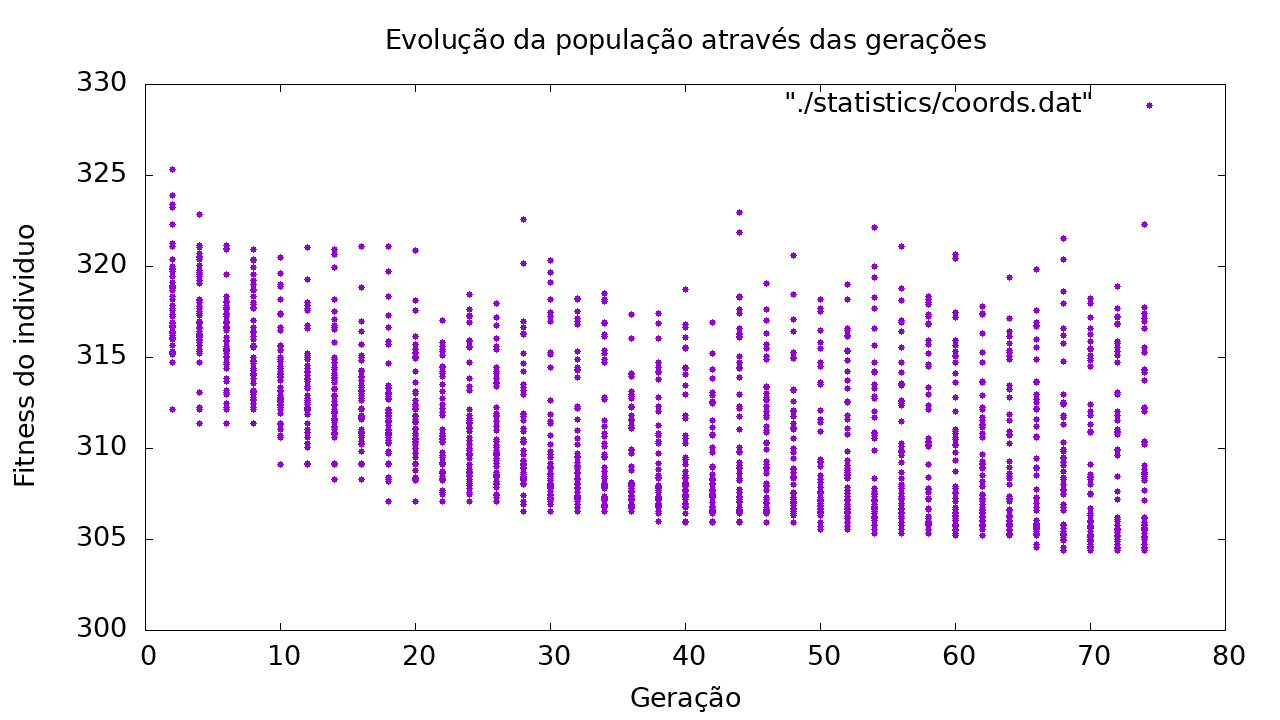 Evolução da população através das gerações
"./statistics/coords.dat"
330
325
320
315
310
305
300
Fitness do individuo
0 10 20 30 40 50 60 70 80
Geração